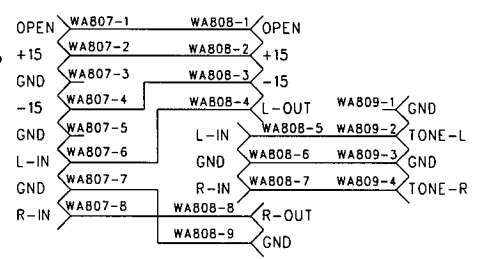 OPEN WA807-1 WA808-1 OPEN
+15 WA807-2 WA808-2 +15
GND WA807-3 WA808-3 -15
-15 WA807-4 WA808-4 L-OUT WA809-1 GND
GND WA807-5 L-IN WA808-5 WA809-2 TONE-L
L-IN WA807-6 GND WA808-6 WA809-3 GND
GND WA807-7 R-IN WA808-7 WA809-4 TONE-R
R-IN WA807-8 WA808-8 R-OUT
WA808-9 GND